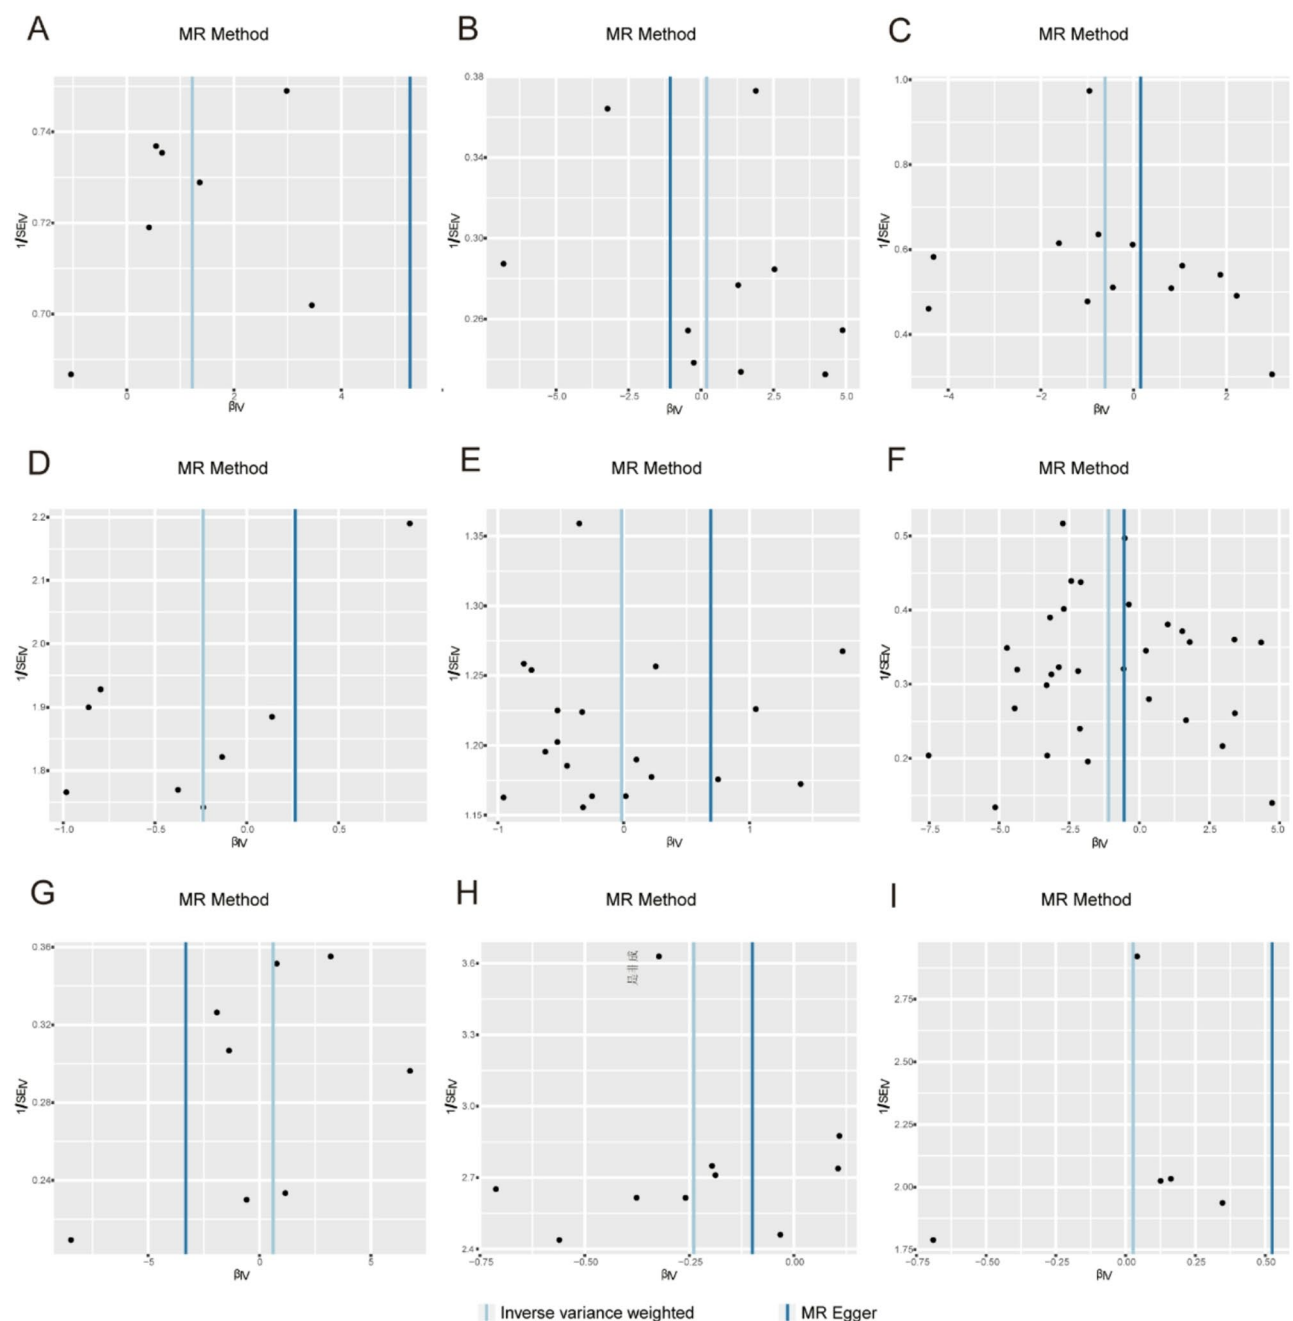 A
MR Method
0.74
0.72
0.70
1/SEIV
0
2
4
βIV
B
MR Method
0.38
0.34
0.30
0.26
1/SEIV
−5.0
−2.5
0.0
2.5
5.0
βIV
C
MR Method
1.0
0.8
0.6
0.4
1/SEIV
−4
−2
0
2
βIV
D
MR Method
2.2
2.1
2.0
1.9
1.8
1/SEIV
−1.0
−0.5
0.0
0.5
βIV
E
MR Method
1.35
1.30
1.25
1.20
1.15
1/SEIV
−1
0
1
βIV
F
MR Method
0.5
0.4
0.3
0.2
1/SEIV
−7.5
−5.0
−2.5
0.0
2.5
5.0
βIV
G
MR Method
0.36
0.32
0.28
0.24
1/SEIV
−5
0
5
βIV
H
MR Method
3.6
3.3
3.0
2.7
2.4
1/SEIV
−0.75
−0.50
−0.25
0.00
βIV
I
MR Method
2.75
2.50
2.25
2.00
1.75
1/SEIV
−0.75
−0.50
−0.25
0.00
0.25
0.50
βIV
Inverse variance weighted
MR Egger